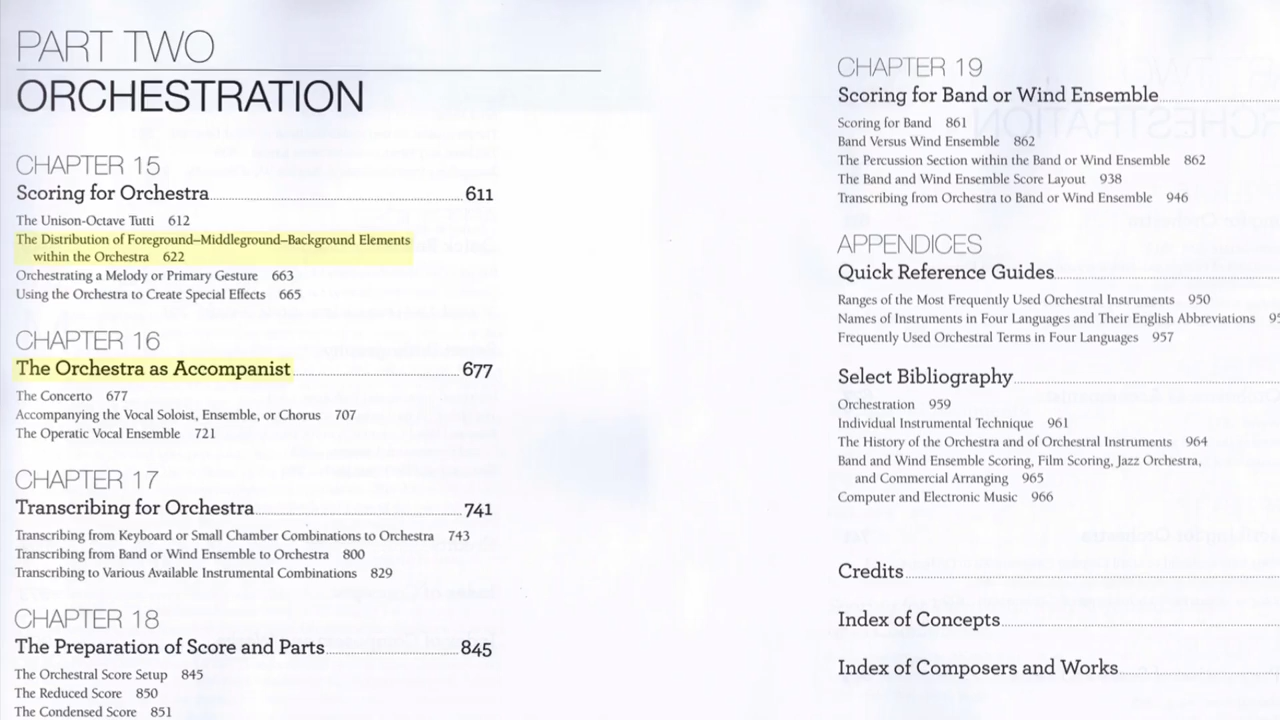 PART TWO
ORCHESTRATION
CHAPTER 15
Scoring for Orchestra 611
The Unison-Octave Tutti 612
The Distribution of Foreground–Middleground–Background Elements
within the Orchestra 622
Orchestrating a Melody or Primary Gesture 663
Using the Orchestra to Create Special Effects 665
CHAPTER 16
The Orchestra as Accompanist 677
The Concerto 677
Accompanying the Vocal Soloist, Ensemble, or Chorus 707
The Operatic Vocal Ensemble 721
CHAPTER 17
Transcribing for Orchestra 741
Transcribing from Keyboard or Small Chamber Combinations to Orchestra 743
Transcribing from Band or Wind Ensemble to Orchestra 800
Transcribing to Various Available Instrumental Combinations 829
CHAPTER 18
The Preparation of Score and Parts 845
The Orchestral Score Setup 845
The Reduced Score 850
The Condensed Score 851
CHAPTER 19
Scoring for Band or Wind Ensemble
Scoring for Band 861
Band Versus Wind Ensemble 862
The Percussion Section within the Band or Wind Ensemble 862
The Band and Wind Ensemble Score Layout 938
Transcribing from Orchestra to Band or Wind Ensemble 946
APPENDICES
Quick Reference Guides
Ranges of the Most Frequently Used Orchestral Instruments 950
Names of Instruments in Four Languages and Their English Abbreviations
Frequently Used Orchestral Terms in Four Languages 957
Select Bibliography
Orchestration 959
Individual Instrumental Technique 961
The History of the Orchestra and of Orchestral Instruments 964
Band and Wind Ensemble Scoring, Film Scoring, Jazz Orchestra,
and Commercial Arranging 965
Computer and Electronic Music 966
Credits
Index of Concepts
Index of Composers and Works